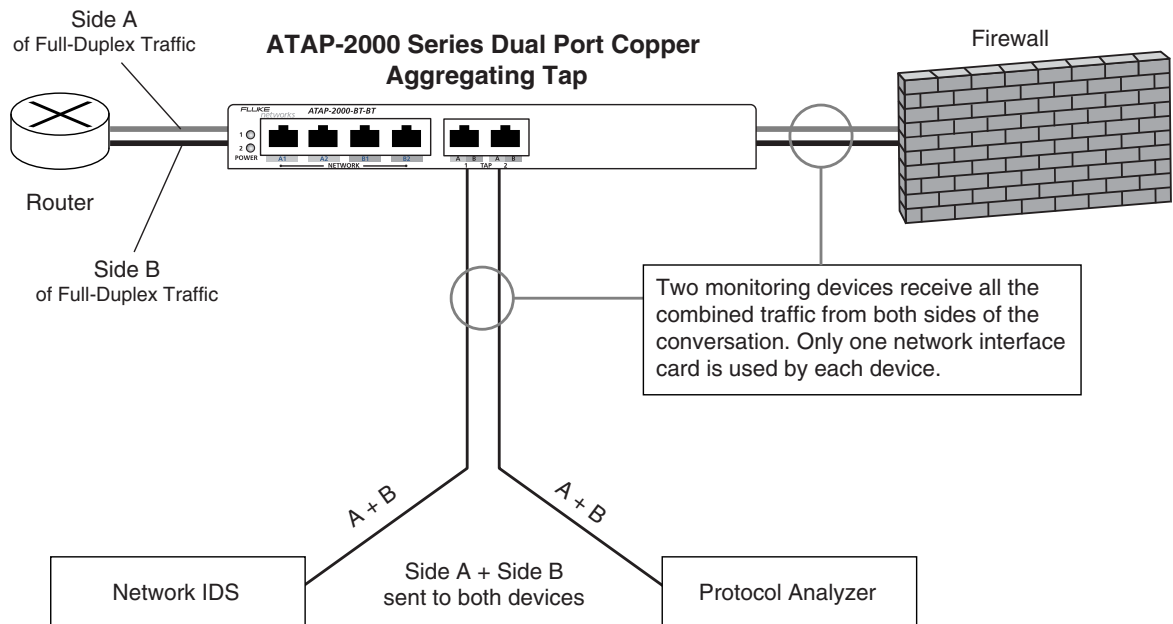 Side A
of Full-Duplex Traffic
ATAP-2000 Series Dual Port Copper
Aggregating Tap
Firewall
FLUKE
networks
ATAP-2000-BT-BT
1
2
POWER
A1 A2 B1 B2
NETWORK
A B A B
1 TAP 2
Router
Side B
of Full-Duplex Traffic
Two monitoring devices receive all the
combined traffic from both sides of the
conversation. Only one network interface
card is used by each device.
A + B
A + B
Network IDS
Side A + Side B
sent to both devices
Protocol Analyzer